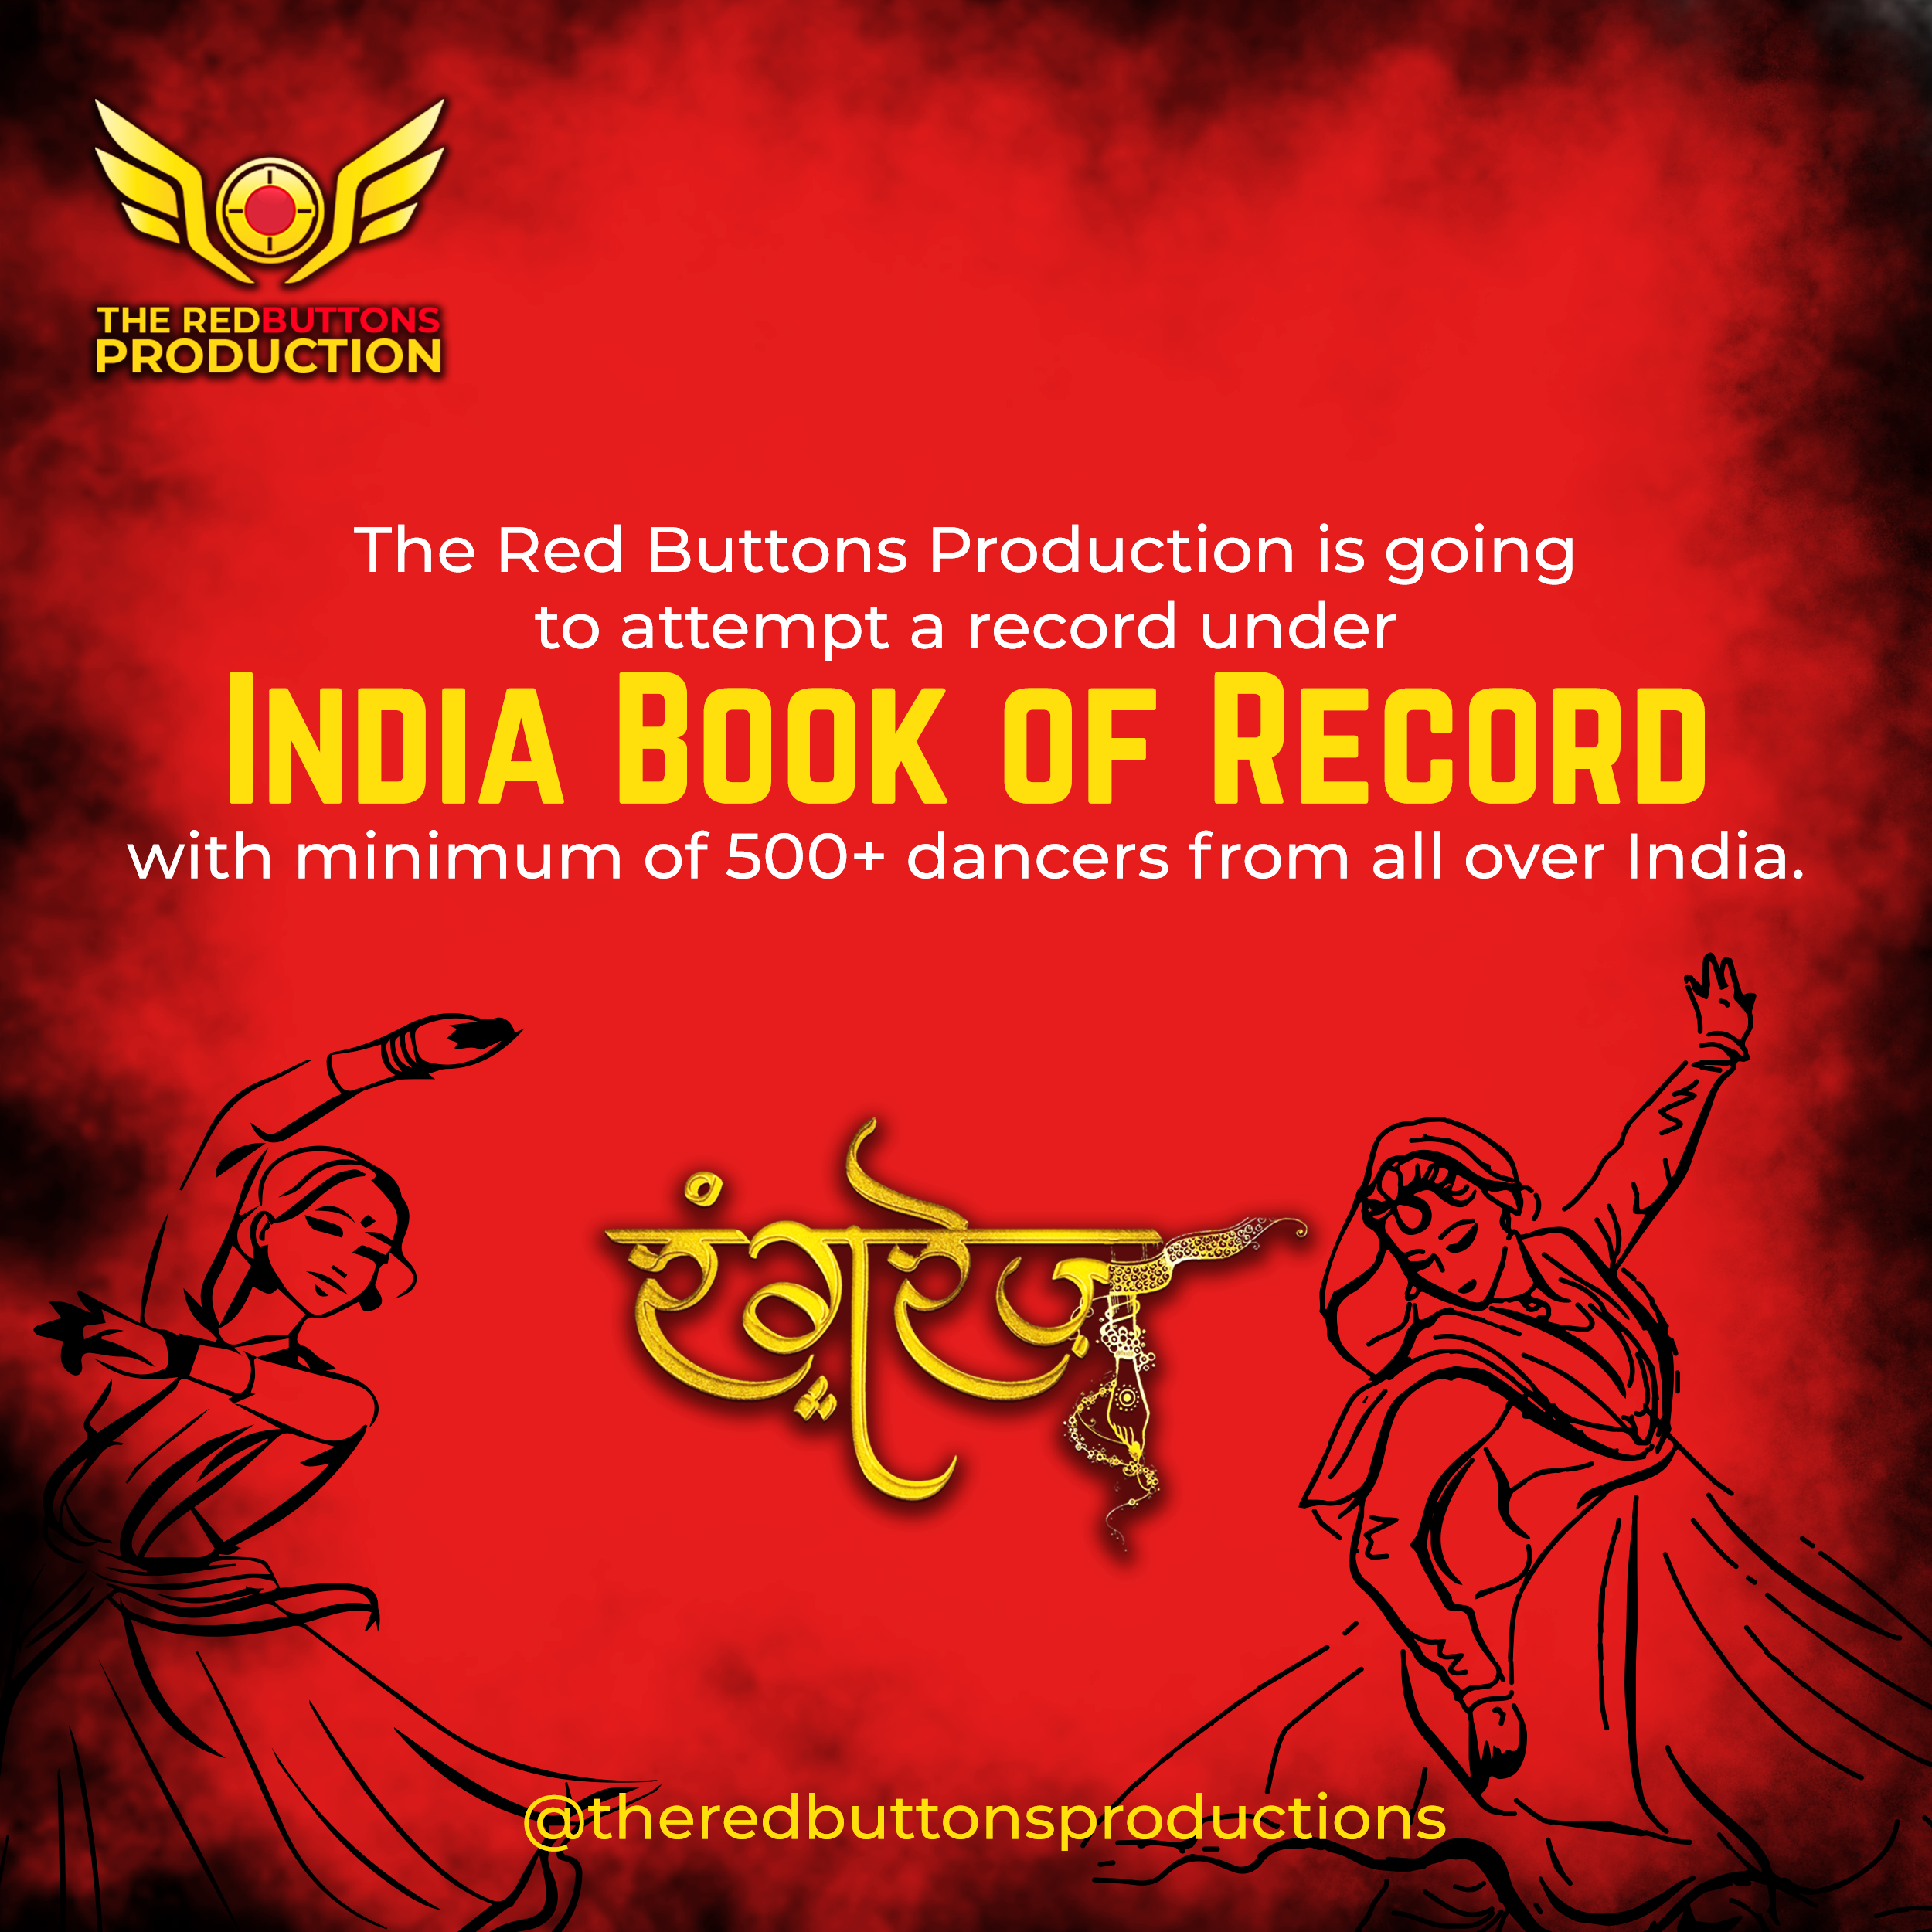 THE REDBUTTONS
PRODUCTION
The Red Buttons Production is going
to attempt a record under
INDIA BOOK OF RECORD
with minimum of 500+ dancers from all over India.
रंगरेज़
@theredbuttonsproductions